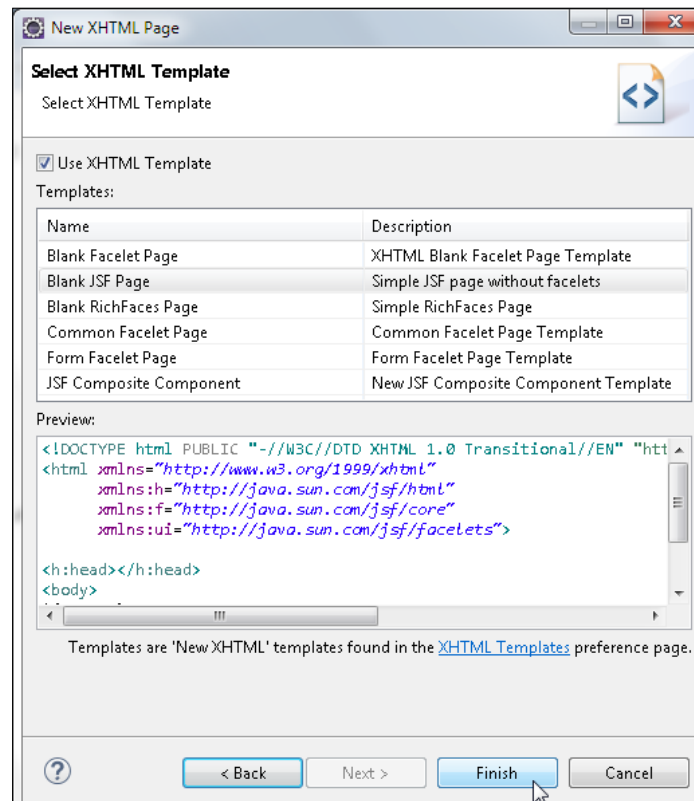 New XHTML Page
Select XHTML Template
Select XHTML Template
Use XHTML Template
Templates:
Name Description
Blank Facelet Page XHTML Blank Facelet Page Template
Blank JSF Page Simple JSF page without facelets
Blank RichFaces Page Simple RichFaces Page
Common Facelet Page Common Facelet Page Template
Form Facelet Page Form Facelet Page Template
JSF Composite Component New JSF Composite Component Template
Preview:
<!DOCTYPE html PUBLIC "-//W3C//DTD XHTML 1.0 Transitional//EN" "htt
<html xmlns="http://www.w3.org/1999/xhtml"
xmlns:h="http://java.sun.com/jsf/html"
xmlns:f="http://java.sun.com/jsf/core"
xmlns:ui="http://java.sun.com/jsf/facelets">
<h:head></h:head>
<body>
Templates are 'New XHTML' templates found in the XHTML Templates preference page.
? < Back Next > Finish Cancel